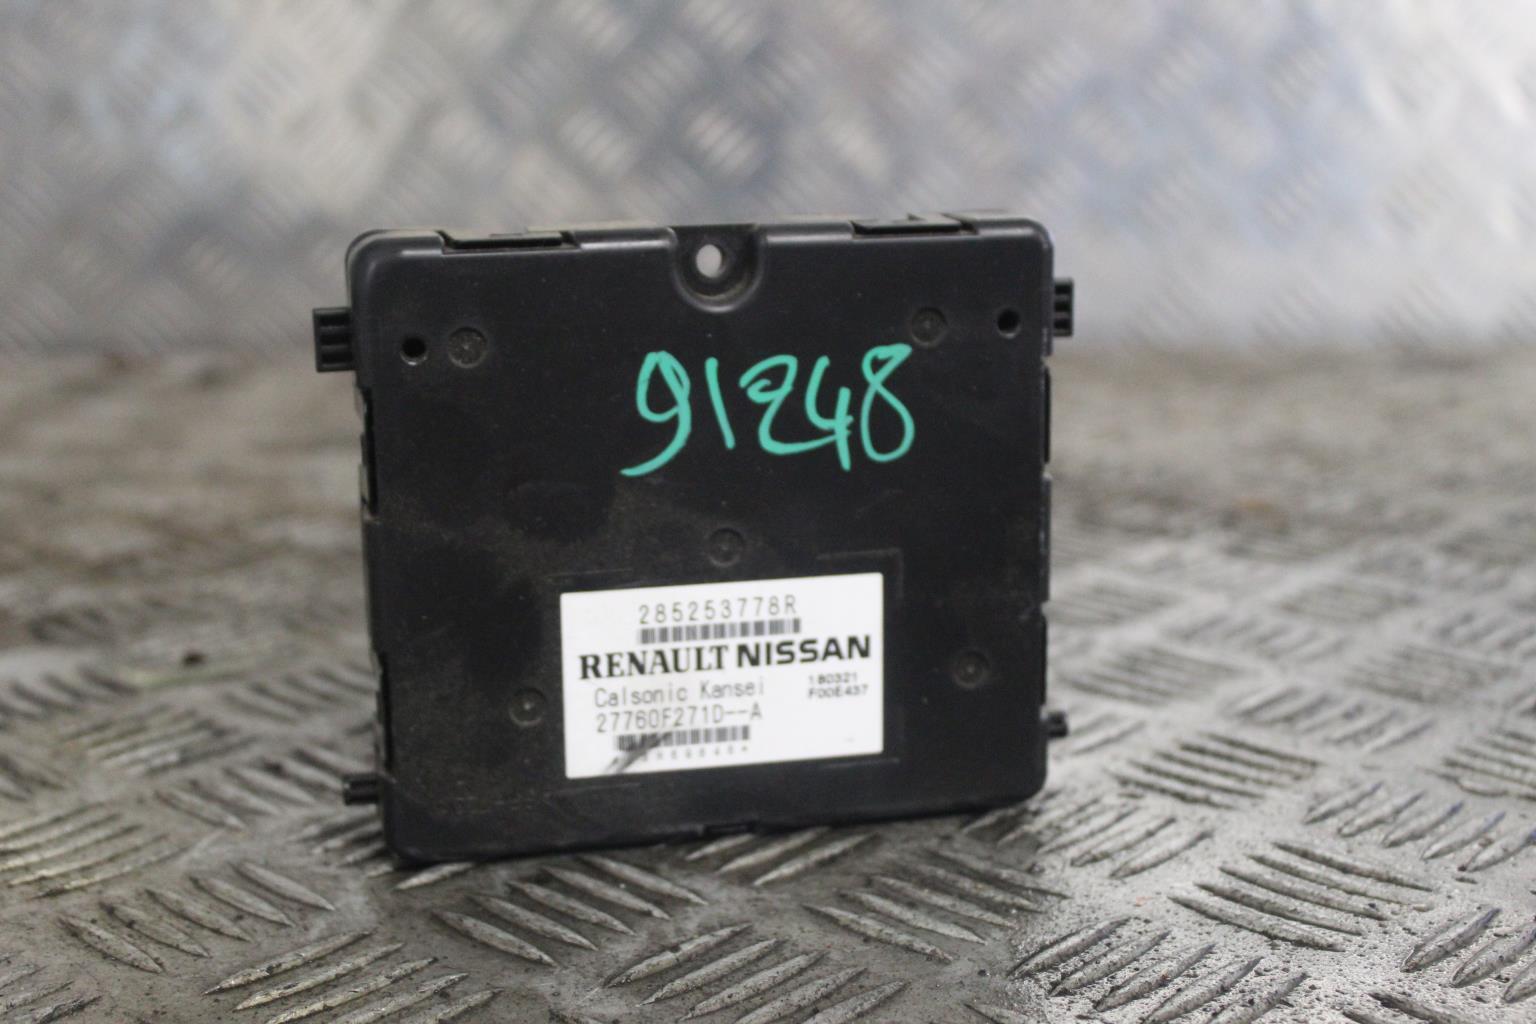 91248
285253778R
RENAULT NISSAN
Calsonic Kansei 180321
27760F271D--A F00E437